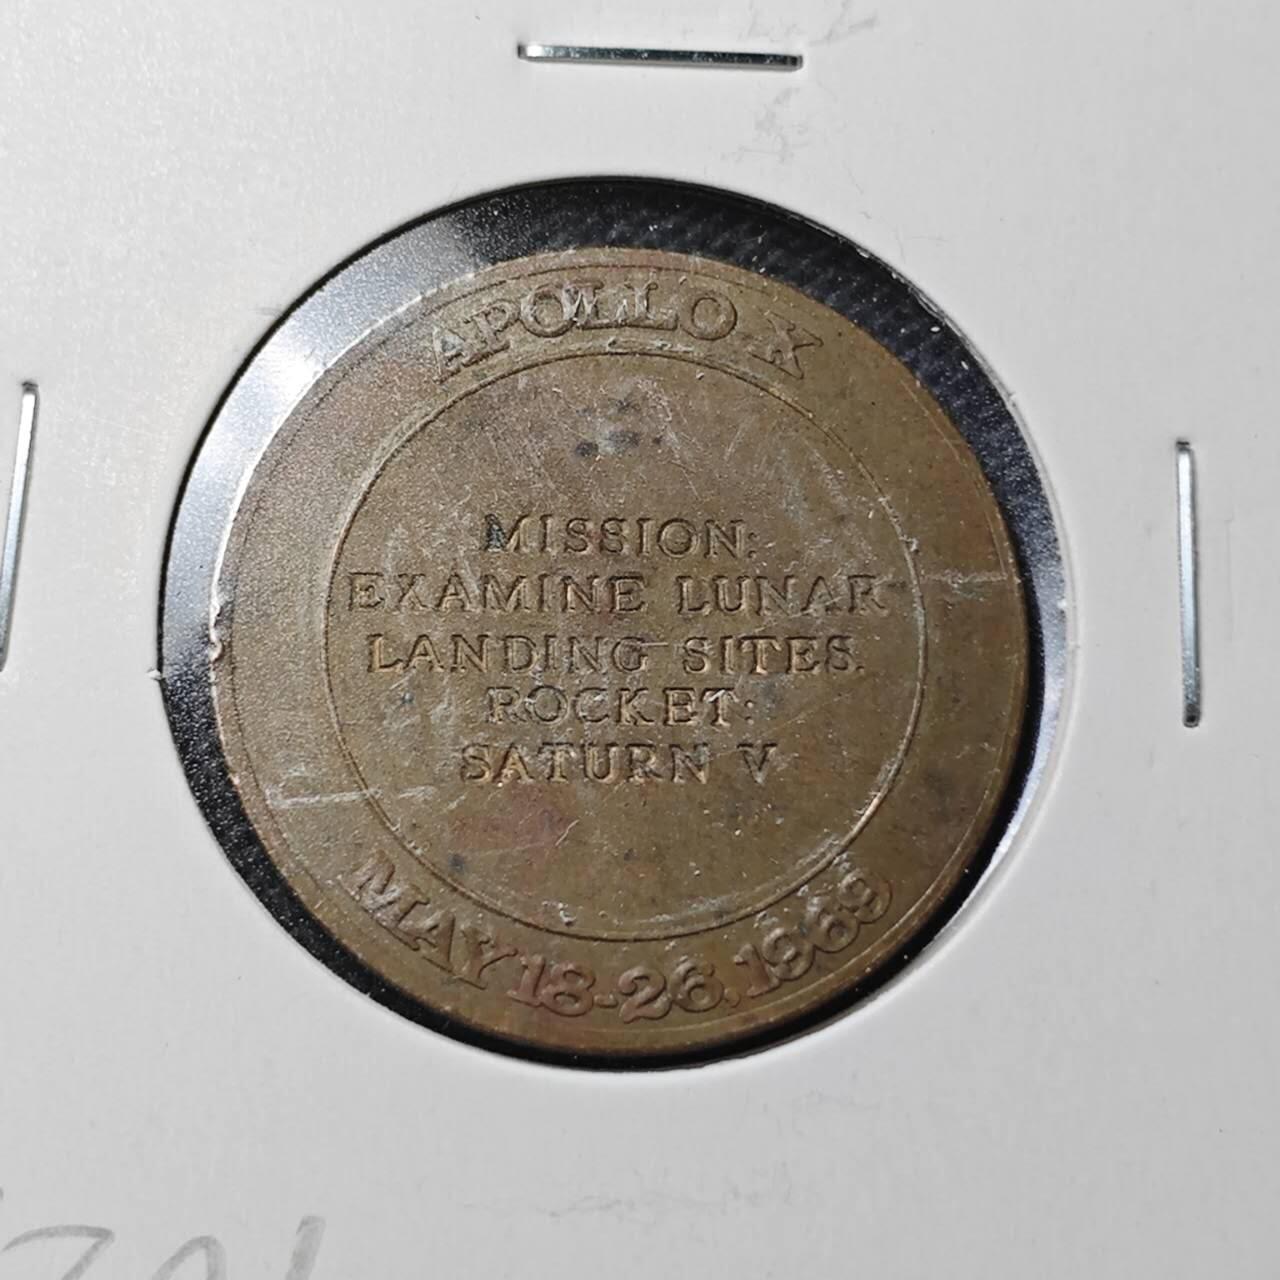 APOLLO X
MISSION:
EXAMINE LUNAR
LANDING SITES.
ROCKET:
SATURN V
MAY 18-26, 1969